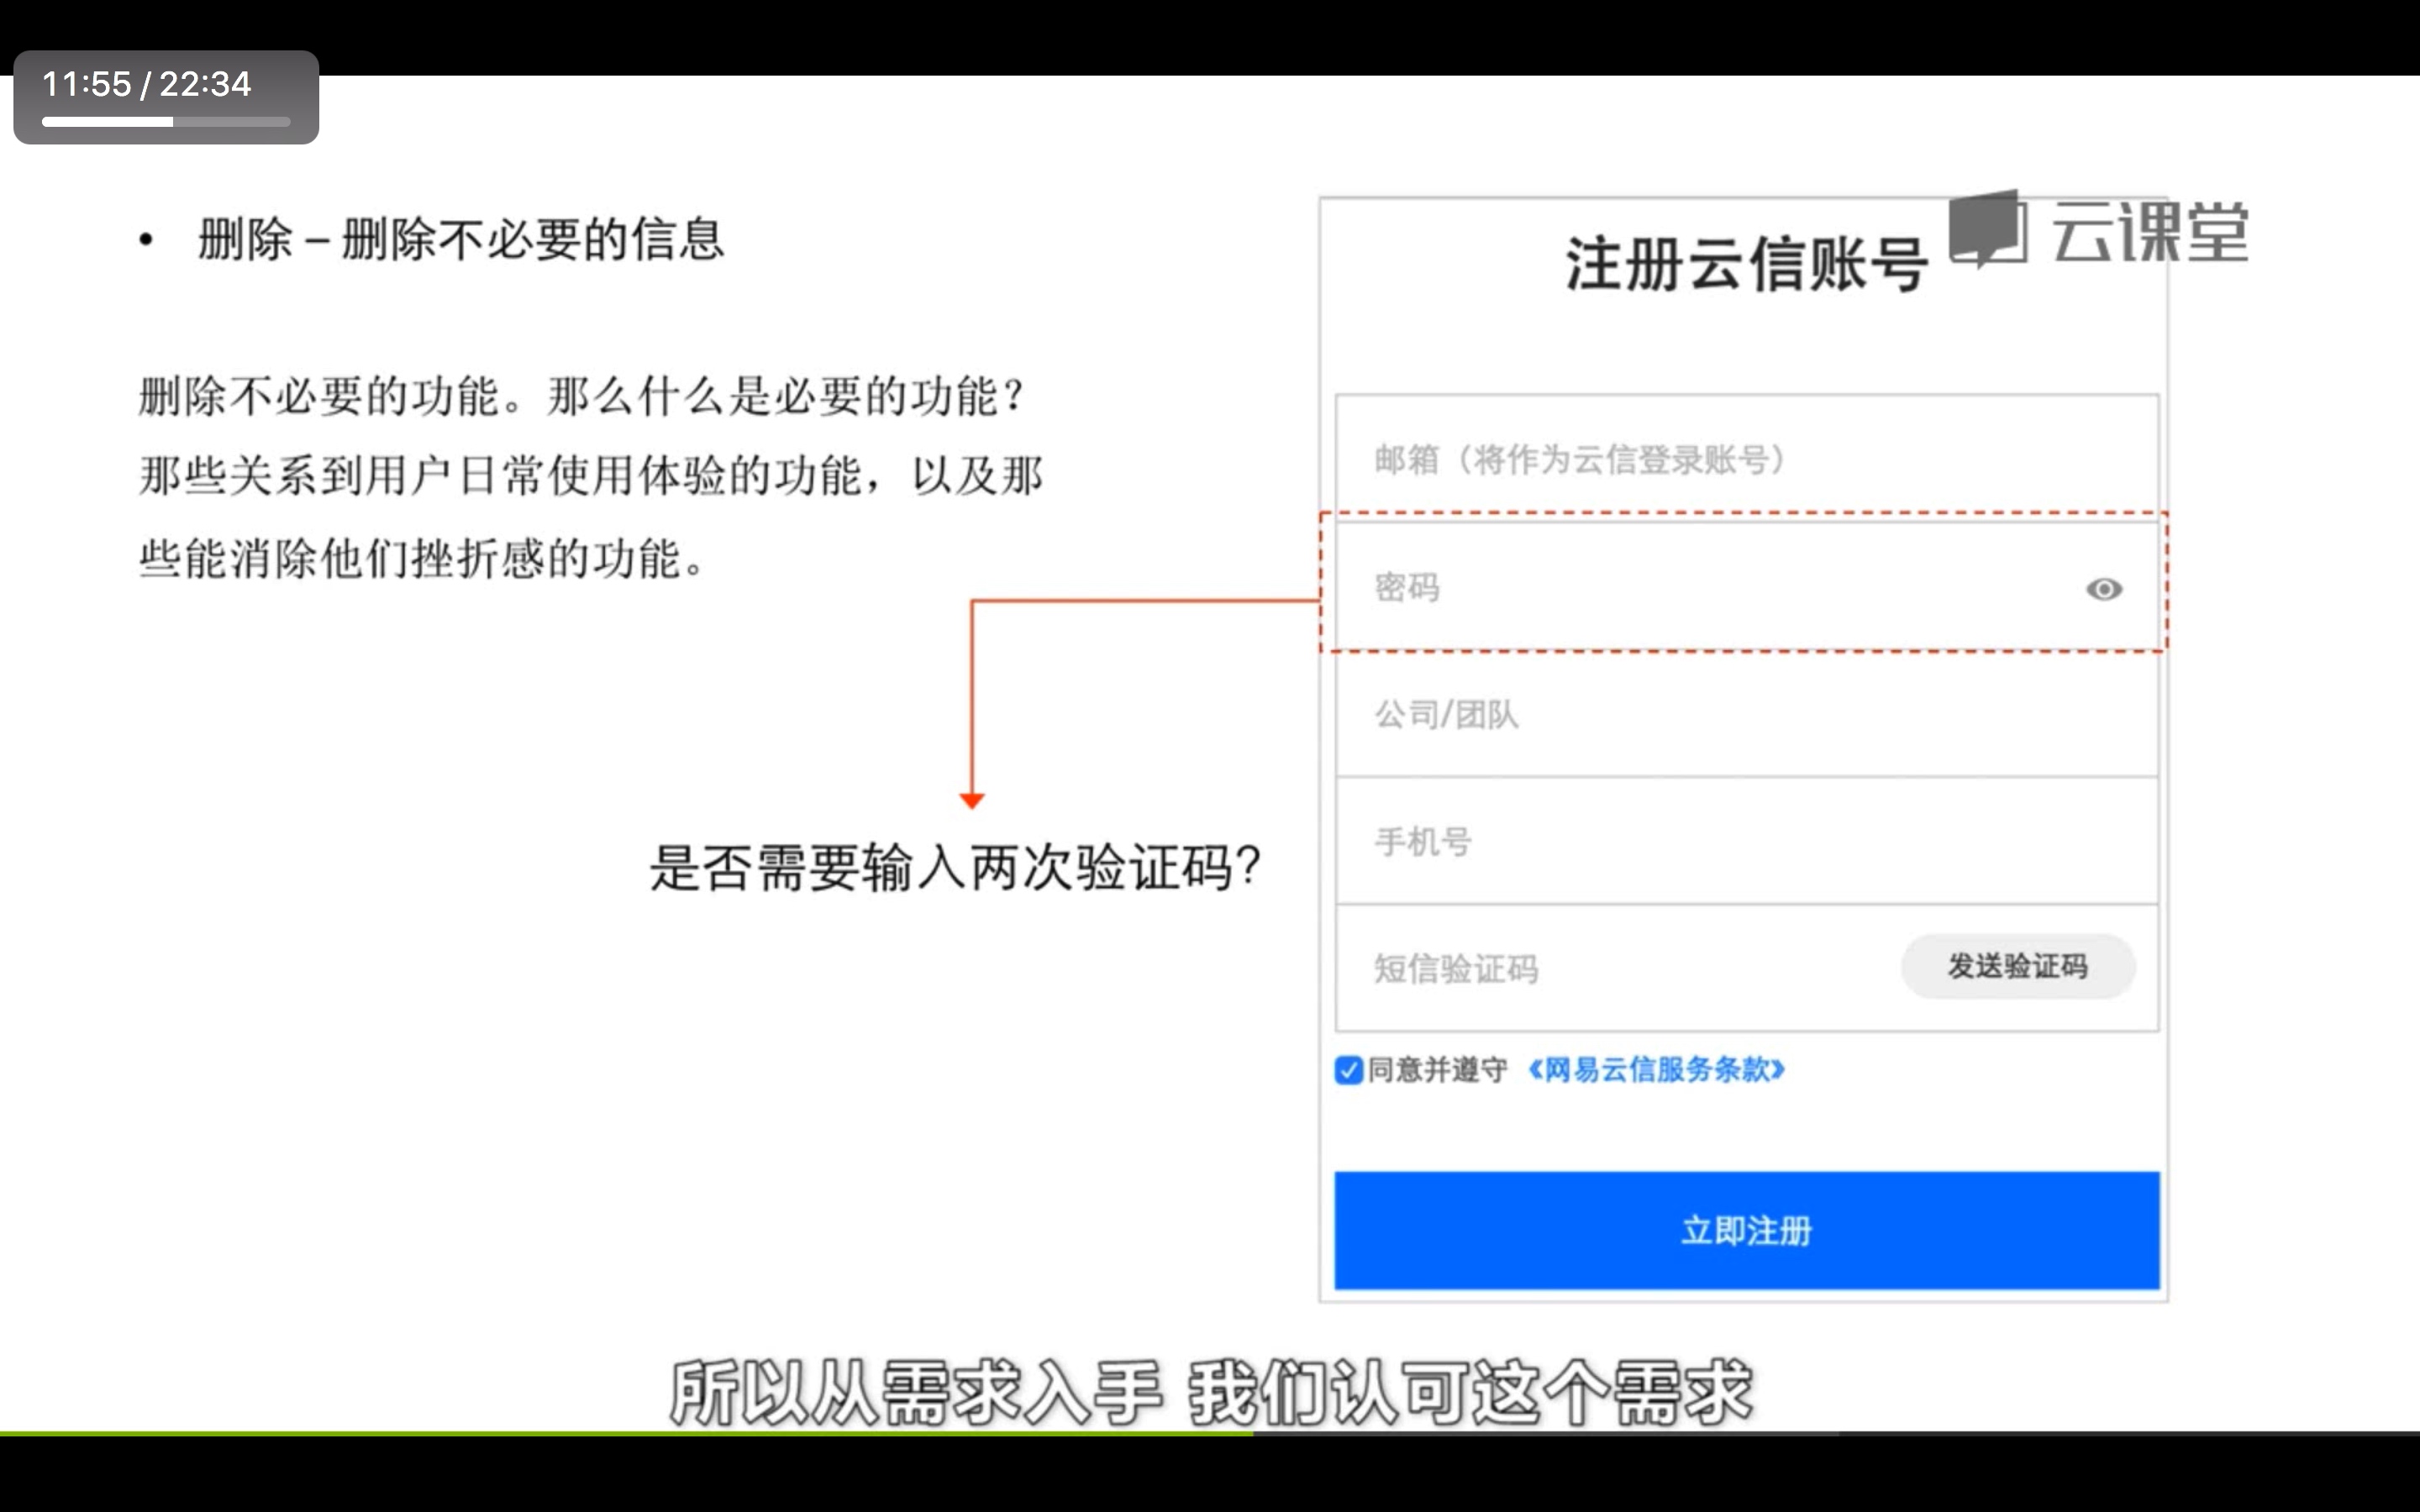 11:55 / 22:34
• 删除 – 删除不必要的信息
删除不必要的功能。那么什么是必要的功能?
那些关系到用户日常使用体验的功能，以及那
些能消除他们挫折感的功能。
是否需要输入两次验证码?
云课堂
注册云信账号
邮箱（将作为云信登录账号）
密码
公司/团队
手机号
短信验证码
发送验证码
同意并遵守 《网易云信服务条款》
立即注册
所以从需求入手 我们认可这个需求